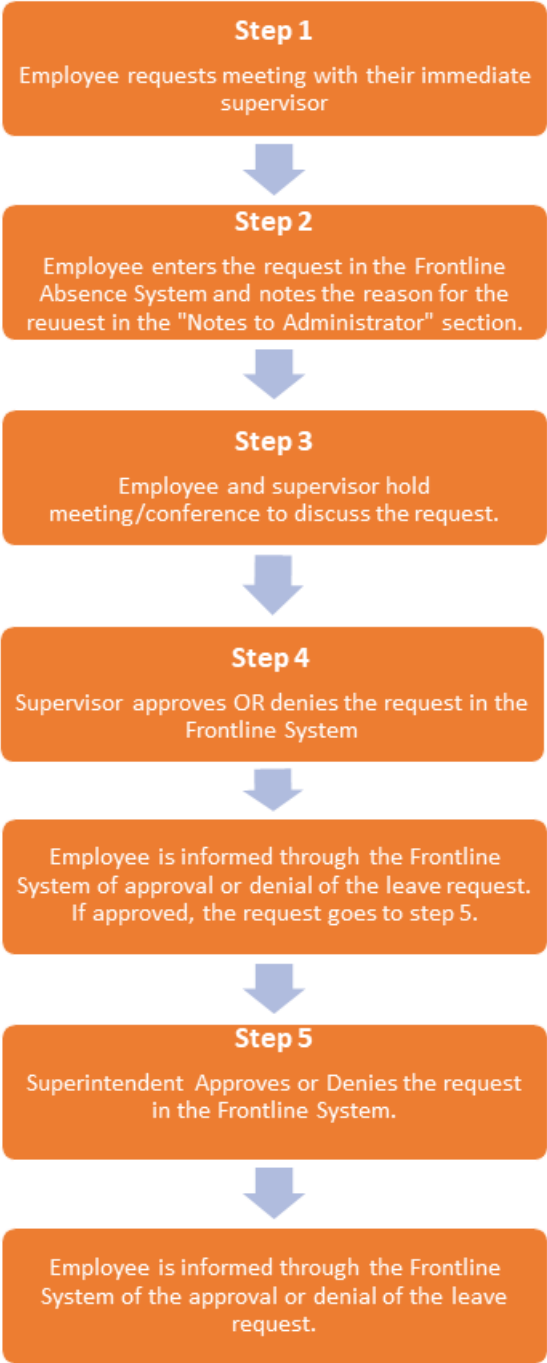 Step 1
Employee requests meeting with their immediate
supervisor
Step 2
Employee enters the request in the Frontline
Absence System and notes the reason for the
reuuest in the "Notes to Administrator" section.
Step 3
Employee and supervisor hold
meeting/conference to discuss the request.
Step 4
Supervisor approves OR denies the request in the
Frontline System
Employee is informed through the Frontline
System of approval or denial of the leave request.
If approved, the request goes to step 5.
Step 5
Superintendent Approves or Denies the request
in the Frontline System.
Employee is informed through the Frontline
System of the approval or denial of the leave
request.